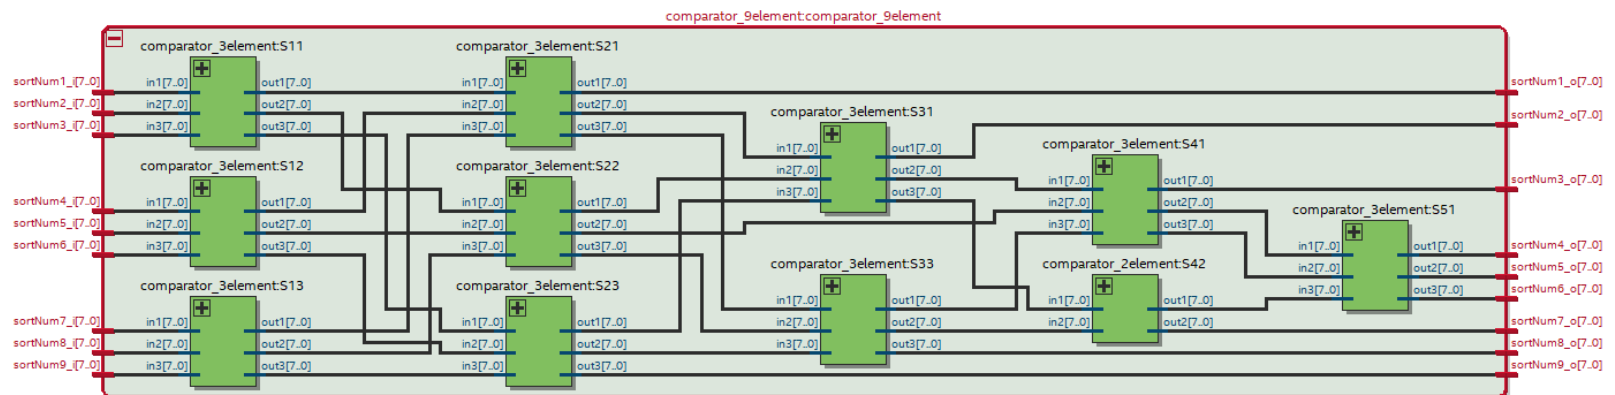 comparator_9element:comparator_9element
comparator_3element:S11
comparator_3element:S21
sortNum1_i[7..0] in1[7..0] out1[7..0] in1[7..0] out1[7..0] sortNum1_o[7..0]
sortNum2_i[7..0] in2[7..0] out2[7..0] in2[7..0] out2[7..0]
comparator_3element:S31
sortNum2_o[7..0]
sortNum3_i[7..0] in3[7..0] out3[7..0] in3[7..0] out3[7..0]
in1[7..0] out1[7..0]
comparator_3element:S41
comparator_3element:S12
comparator_3element:S22
in2[7..0] out2[7..0]
in1[7..0] out1[7..0] sortNum3_o[7..0]
in3[7..0] out3[7..0]
sortNum4_i[7..0] in1[7..0] out1[7..0] in1[7..0] out1[7..0]
in2[7..0] out2[7..0]
comparator_3element:S51
sortNum5_i[7..0] in2[7..0] out2[7..0] in2[7..0] out2[7..0]
in3[7..0] out3[7..0]
sortNum6_i[7..0] in3[7..0] out3[7..0] in3[7..0] out3[7..0]
in1[7..0] out1[7..0] sortNum4_o[7..0]
comparator_3element:S33
comparator_2element:S42
in2[7..0] out2[7..0] sortNum5_o[7..0]
comparator_3element:S13
comparator_3element:S23
in3[7..0] out3[7..0] sortNum6_o[7..0]
in1[7..0] out1[7..0]
in1[7..0] out1[7..0]
sortNum7_i[7..0] in1[7..0] out1[7..0] in1[7..0] out1[7..0]
in2[7..0] out2[7..0]
in2[7..0] out2[7..0] sortNum7_o[7..0]
sortNum8_i[7..0] in2[7..0] out2[7..0] in2[7..0] out2[7..0]
in3[7..0] out3[7..0] sortNum8_o[7..0]
sortNum9_i[7..0] in3[7..0] out3[7..0] in3[7..0] out3[7..0] sortNum9_o[7..0]